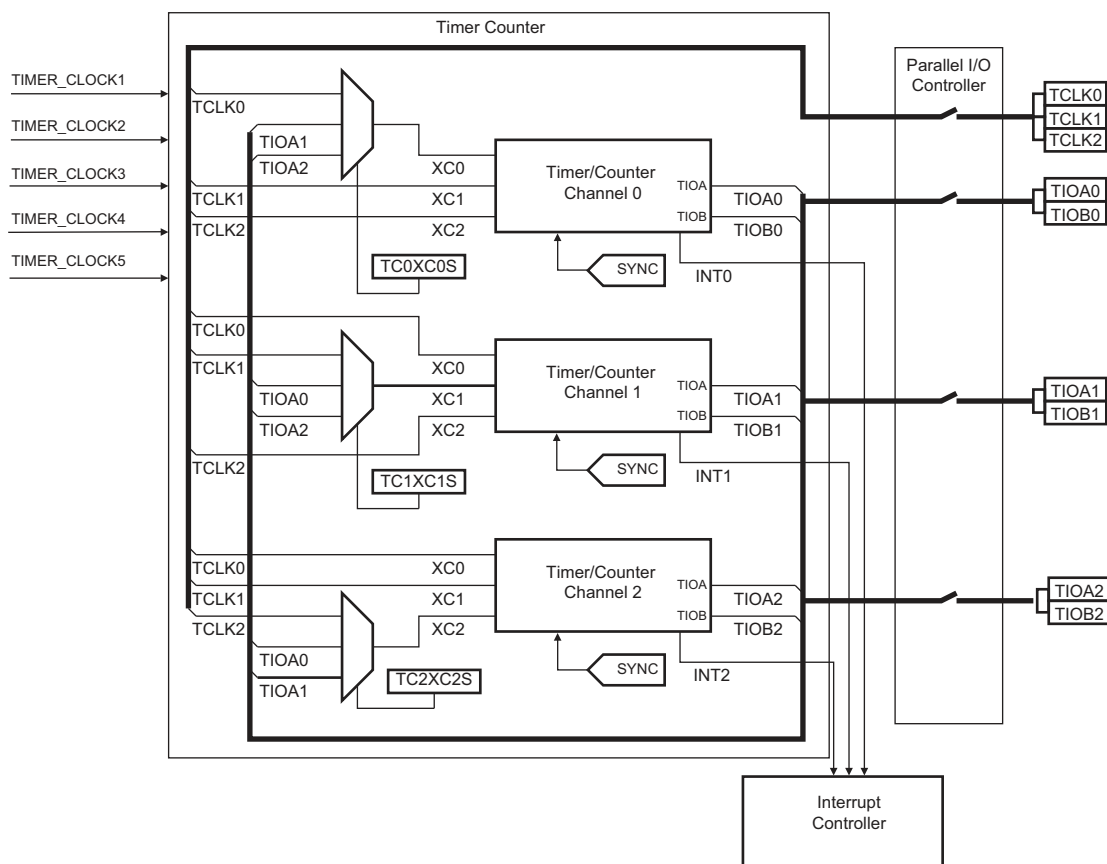 Timer Counter
TIMER_CLOCK1
TIMER_CLOCK2
TIMER_CLOCK3
TIMER_CLOCK4
TIMER_CLOCK5
TCLK0
TIOA1
TIOA2
TCLK1
TCLK2
XC0
XC1
XC2
TC0XC0S
Timer/Counter
Channel 0
TIOA
TIOB
TIOA0
TIOB0
SYNC
INT0
TCLK0
TCLK1
TIOA0
TIOA2
TCLK2
XC0
XC1
XC2
TC1XC1S
Timer/Counter
Channel 1
TIOA
TIOB
TIOA1
TIOB1
SYNC
INT1
TCLK0
TCLK1
TCLK2
TIOA0
TIOA1
XC0
XC1
XC2
TC2XC2S
Timer/Counter
Channel 2
TIOA
TIOB
TIOA2
TIOB2
SYNC
INT2
Parallel I/O
Controller
TCLK0
TCLK1
TCLK2
TIOA0
TIOB0
TIOA1
TIOB1
TIOA2
TIOB2
Interrupt
Controller